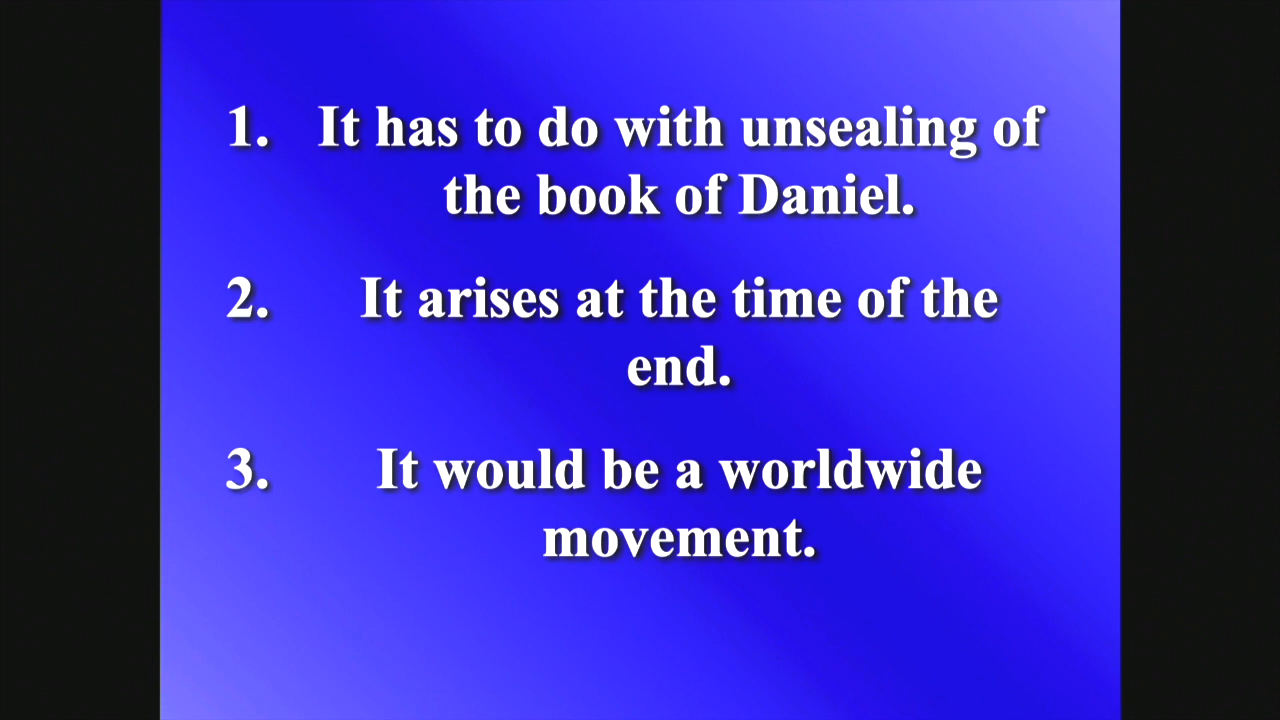 1. It has to do with unsealing of
the book of Daniel.
2. It arises at the time of the
end.
3. It would be a worldwide
movement.